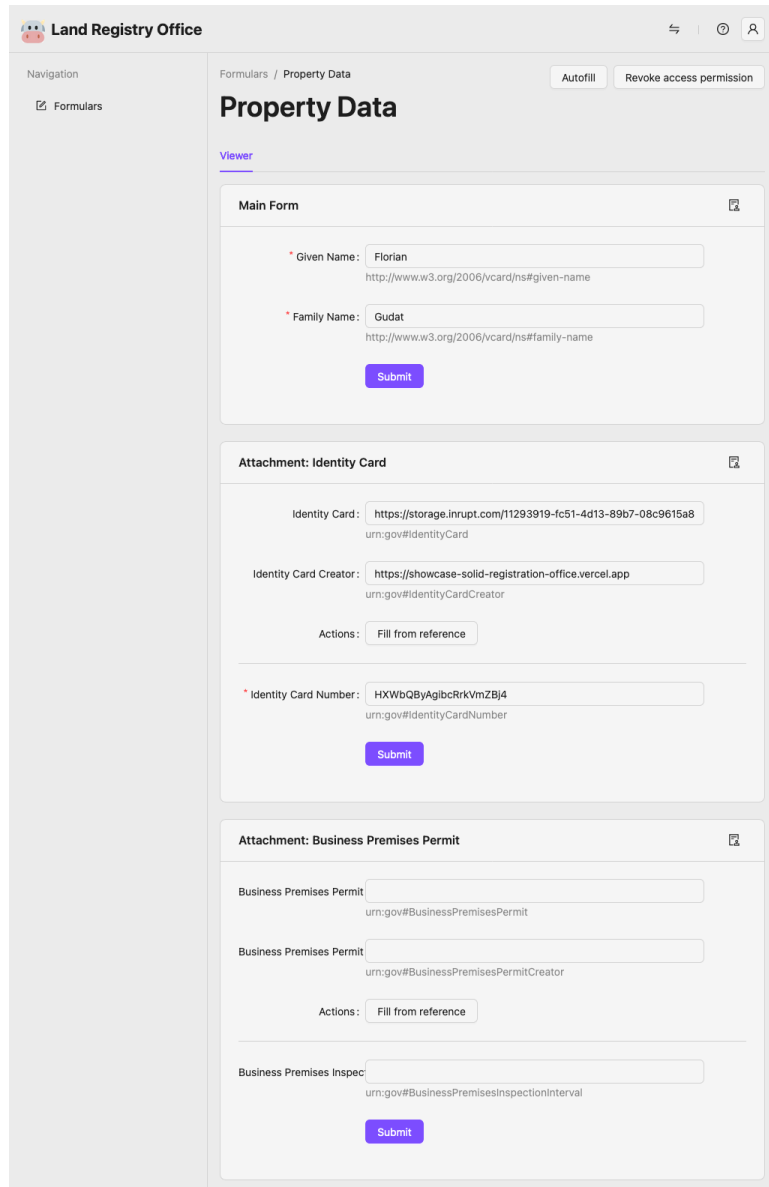 Land Registry Office
Navigation
Formulars
Formulars / Property Data
Autofill
Revoke access permission
Property Data
Viewer
Main Form
* Given Name:
Florian
http://www.w3.org/2006/vcard/ns#given-name
* Family Name:
Gudat
http://www.w3.org/2006/vcard/ns#family-name
Submit
Attachment: Identity Card
Identity Card:
https://storage.inrupt.com/11293919-fc51-4d13-89b7-08c9615a8
urn:gov#IdentityCard
Identity Card Creator:
https://showcase-solid-registration-office.vercel.app
urn:gov#IdentityCardCreator
Actions:
Fill from reference
* Identity Card Number:
HXWbQByAgibcRrkVmZBj4
urn:gov#IdentityCardNumber
Submit
Attachment: Business Premises Permit
Business Premises Permit
urn:gov#BusinessPremisesPermit
Business Premises Permit
urn:gov#BusinessPremisesPermitCreator
Actions:
Fill from reference
Business Premises Inspec
urn:gov#BusinessPremisesInspectionInterval
Submit